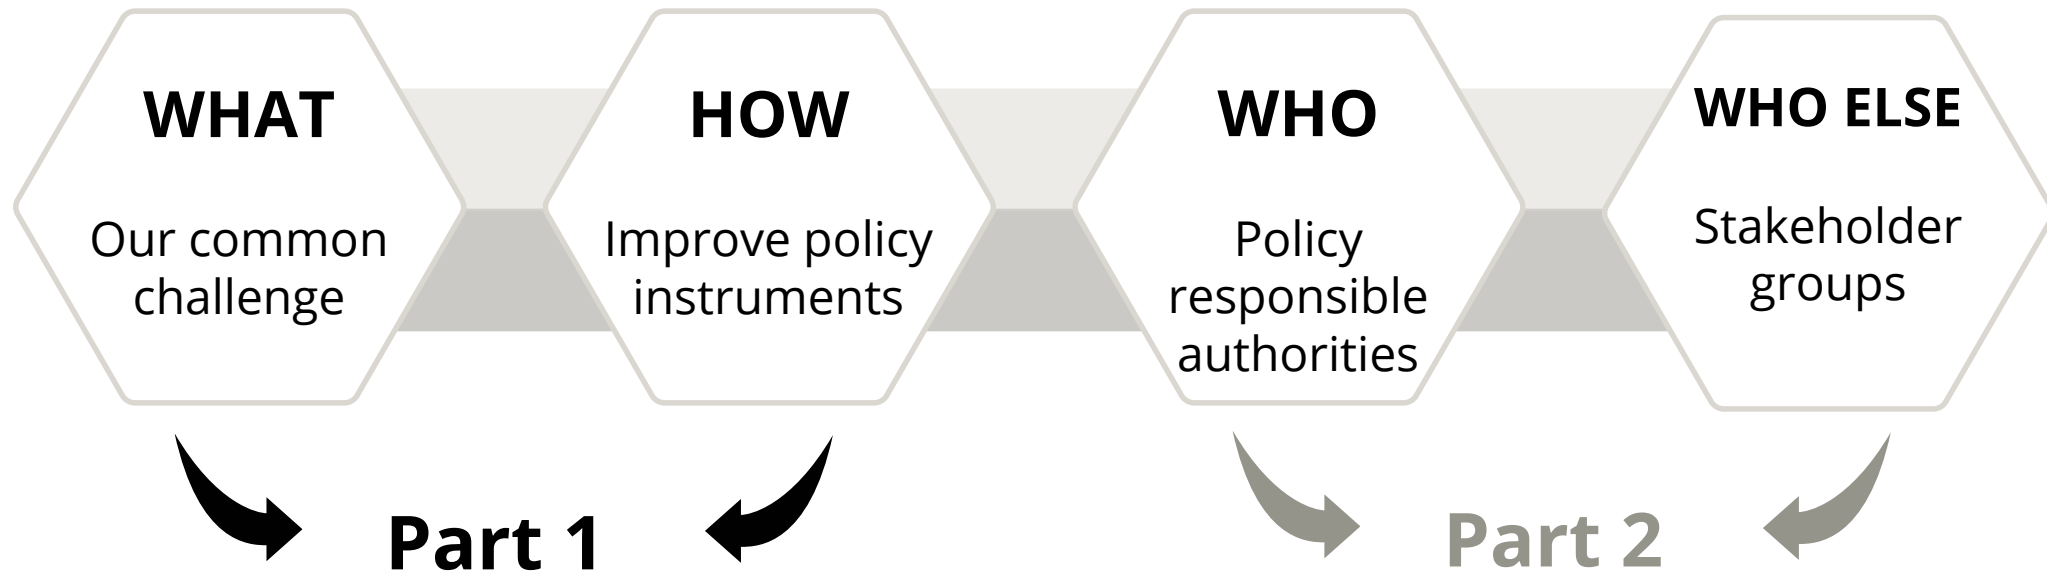 WHAT
Our common
challenge
HOW
Improve policy
instruments
WHO
Policy
responsible
authorities
WHO ELSE
Stakeholder
groups
Part 1
Part 2